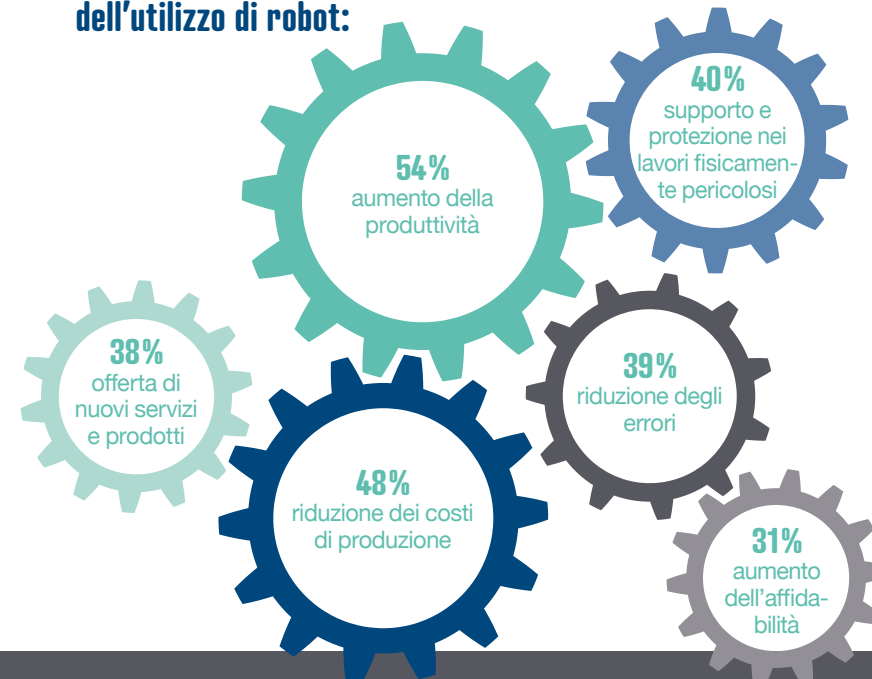 dell'utilizzo di robot:
54%
aumento della
produttività
40%
supporto e
protezione nei
lavori fisicamen-
te pericolosi
38%
offerta di
nuovi servizi
e prodotti
39%
riduzione degli
errori
48%
riduzione dei costi
di produzione
31%
aumento
dell'affida-
bilità